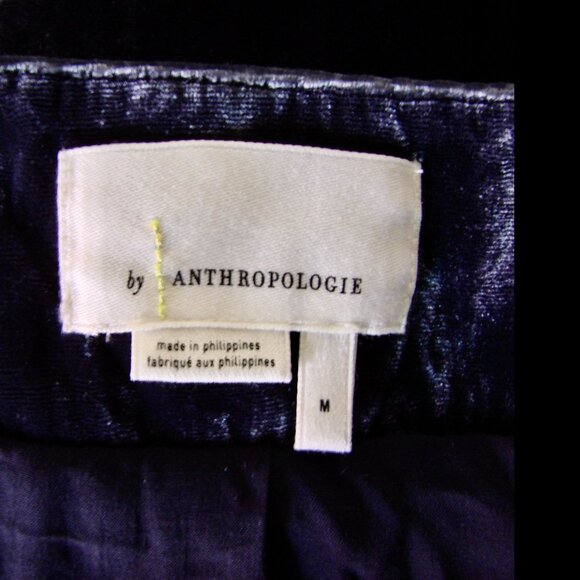 by ANTHROPOLOGIE
made in philippines
fabriqué aux philippines
M